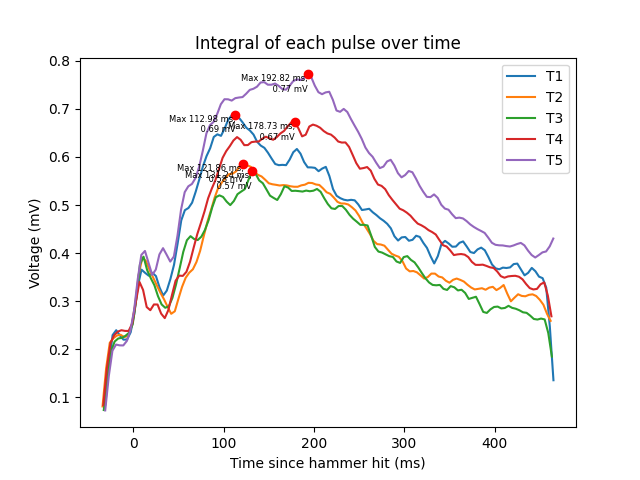 Integral of each pulse over time
Voltage (mV)
0.8
0.7
0.6
0.5
0.4
0.3
0.2
0.1
Max 192.82 ms,
0.77 mV
Max 112.98 ms,
0.69 mV
Max 178.73 ms,
0.67 mV
Max 121.86 ms,
0.57 mV
T1
T2
T3
T4
T5
0
100
200
300
400
Time since hammer hit (ms)